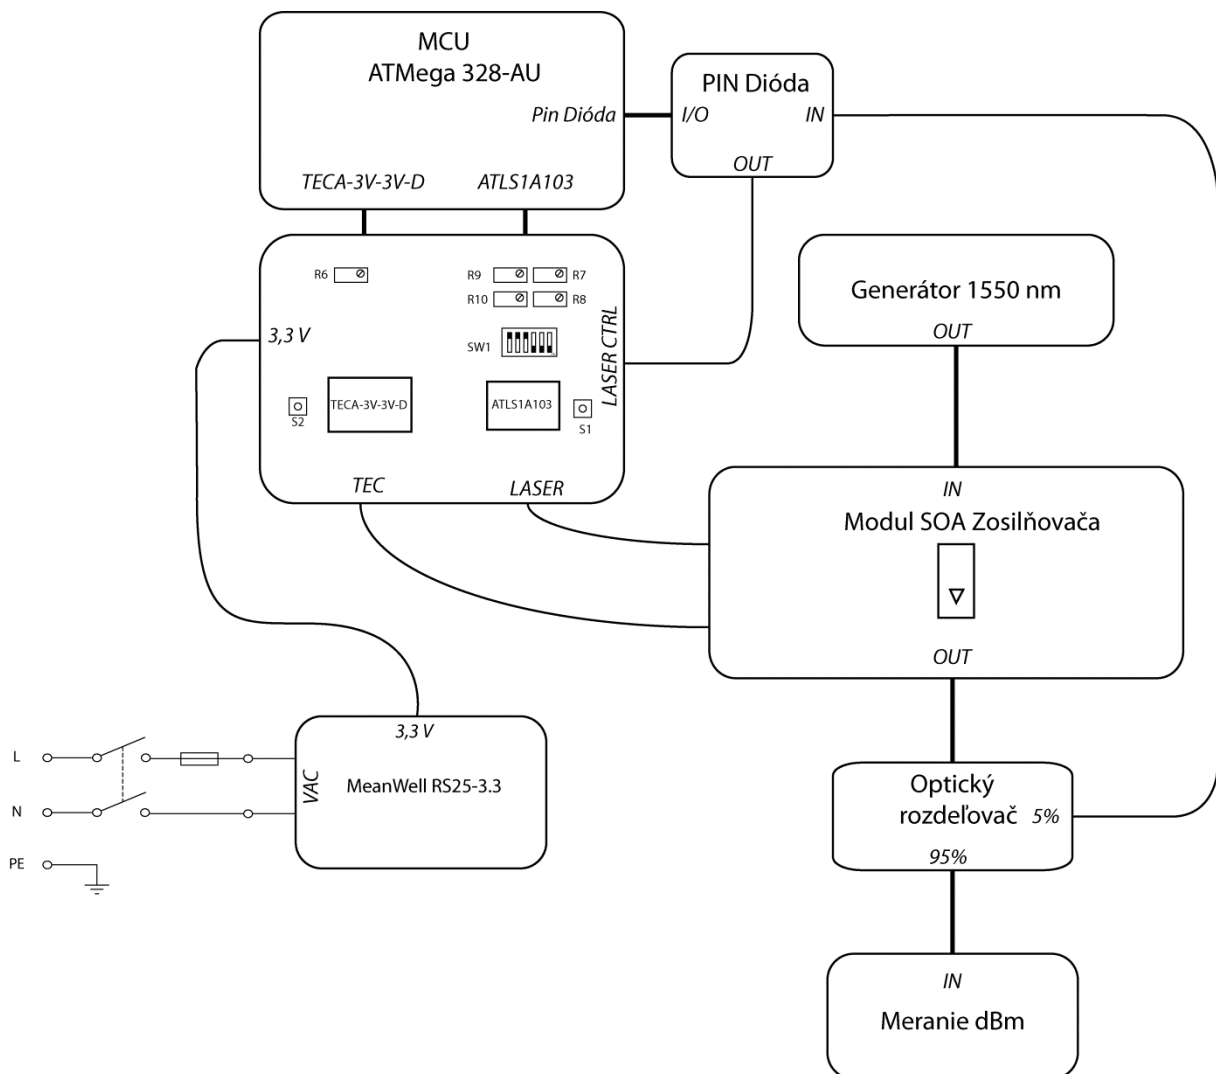 MCU
ATMega 328-AU
Pin Dióda
TECA-3V-3V-D
ATLS1A103
PIN Dióda
I/O
IN
OUT
R6
R9
R7
R10
R8
3,3 V
SW1
LASER CTRL
TECA-3V-3V-D
ATLS1A103
S2
S1
TEC
LASER
Generátor 1550 nm
OUT
IN
Modul SOA Zosilňovača
OUT
3,3 V
VAC
MeanWell RS25-3.3
L
N
PE
Optický
rozdeľovač
5%
95%
IN
Meranie dBm